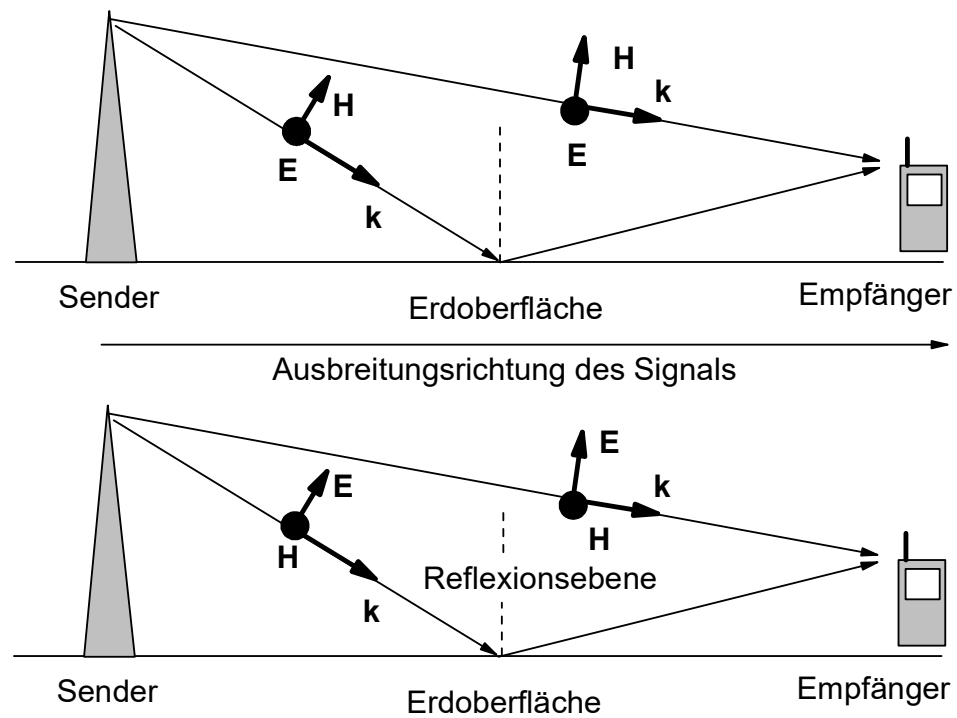 H
k
H
E
k
E
Sender
Erdoberfläche
Empfänger
Ausbreitungsrichtung des Signals
E
k
E
H
H
Reflexionsebene
k
Sender
Erdoberfläche
Empfänger